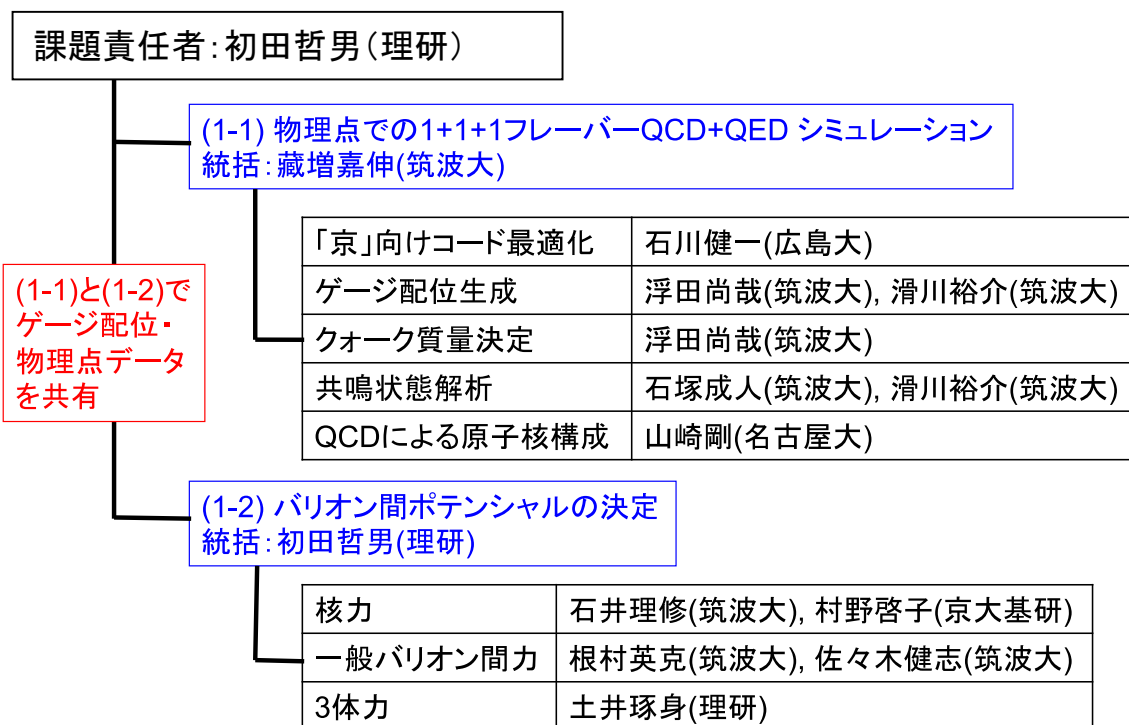 課題責任者:初田哲男(理研)
(1-1) 物理点での1+1+1フレーバーQCD+QED シミュレーション
統括:藏増嘉伸(筑波大)
「京」向けコード最適化 石川健一(広島大)
ゲージ配位生成 浮田尚哉(筑波大), 滑川裕介(筑波大)
クォーク質量決定 浮田尚哉(筑波大)
共鳴状態解析 石塚成人(筑波大), 滑川裕介(筑波大)
QCDによる原子核構成 山崎剛(名古屋大)
(1-1)と(1-2)で
ゲージ配位・
物理点データ
を共有
(1-2) バリオン間ポテンシャルの決定
統括:初田哲男(理研)
核力 石井理修(筑波大), 村野啓子(京大基研)
一般バリオン間力 根村英克(筑波大), 佐々木健志(筑波大)
3体力 土井琢身(理研)